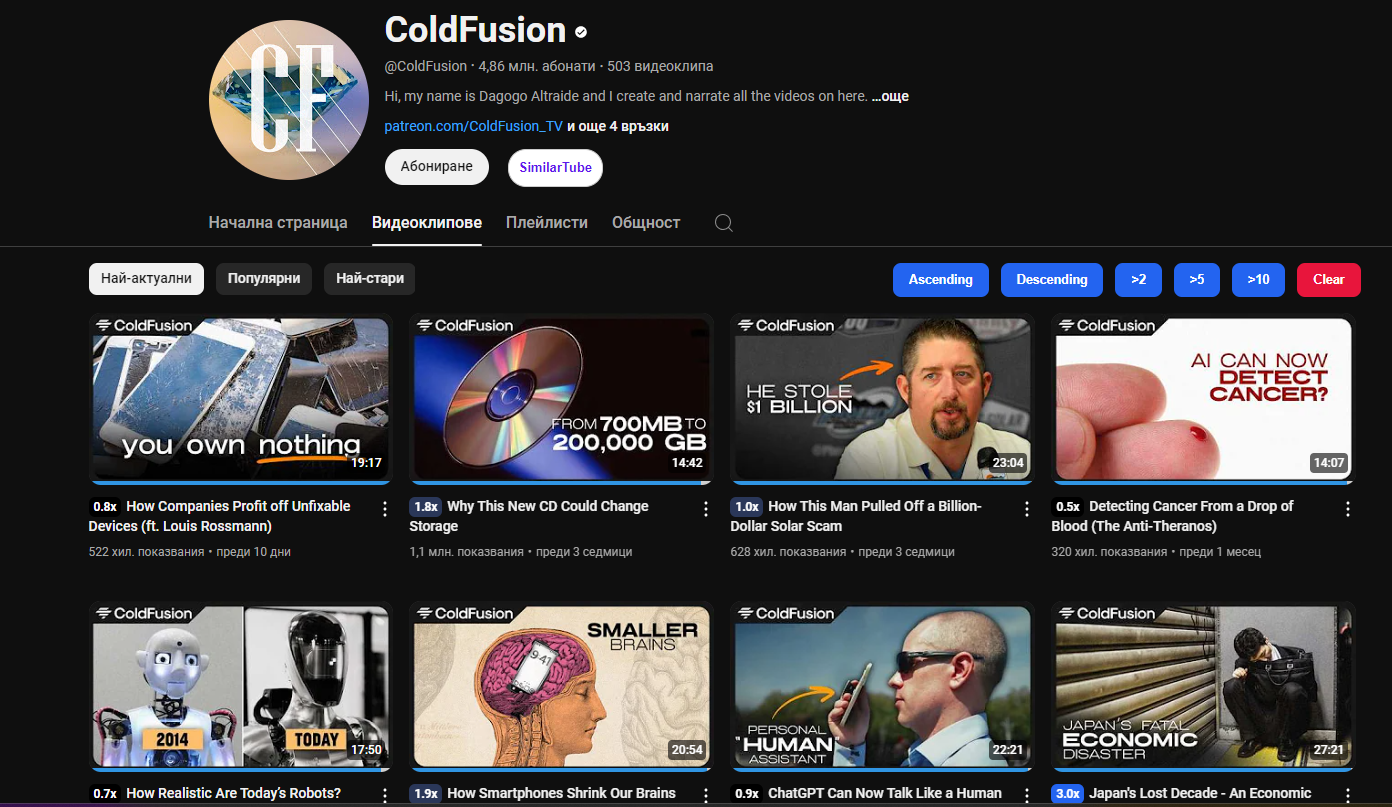 ColdFusion
@ColdFusion · 4,86 млн. абонати · 503 видеоклипа
Hi, my name is Dagogo Altraide and I create and narrate all the videos on here. ...още
patreon.com/ColdFusion_TV и още 4 връзки
Абониране SimilarTube
CF
Начална страница Видеоклипове Плейлисти Общност
Най-актуални Популярни Най-стари Ascending Descending >2 >5 >10 Clear
ColdFusion
you own nothing
19:17
ColdFusion
FROM 700MB TO
200,000 GB
14:42
ColdFusion
HE STOLE
$1 BILLION
23:04
ColdFusion
AI CAN NOW
DETECT
CANCER?
14:07
0.8x How Companies Profit off Unfixable
Devices (ft. Louis Rossmann)
522 хил. показвания • преди 10 дни
1.8x Why This New CD Could Change
Storage
1,1 млн. показвания • преди 3 седмици
1.0x How This Man Pulled Off a Billion-
Dollar Solar Scam
628 хил. показвания • преди 3 седмици
0.5x Detecting Cancer From a Drop of
Blood (The Anti-Theranos)
320 хил. показвания • преди 1 месец
ColdFusion
2014 TODAY
17:50
ColdFusion
SMALLER
BRAINS
9:41
20:54
ColdFusion
PERSONAL
"HUMAN"
ASSISTANT
22:21
ColdFusion
JAPAN'S FATAL
ECONOMIC
DISASTER
27:21
0.7x How Realistic Are Today's Robots?
1.9x How Smartphones Shrink Our Brains
0.9x ChatGPT Can Now Talk Like a Human
3.0x Japan's Lost Decade - An Economic